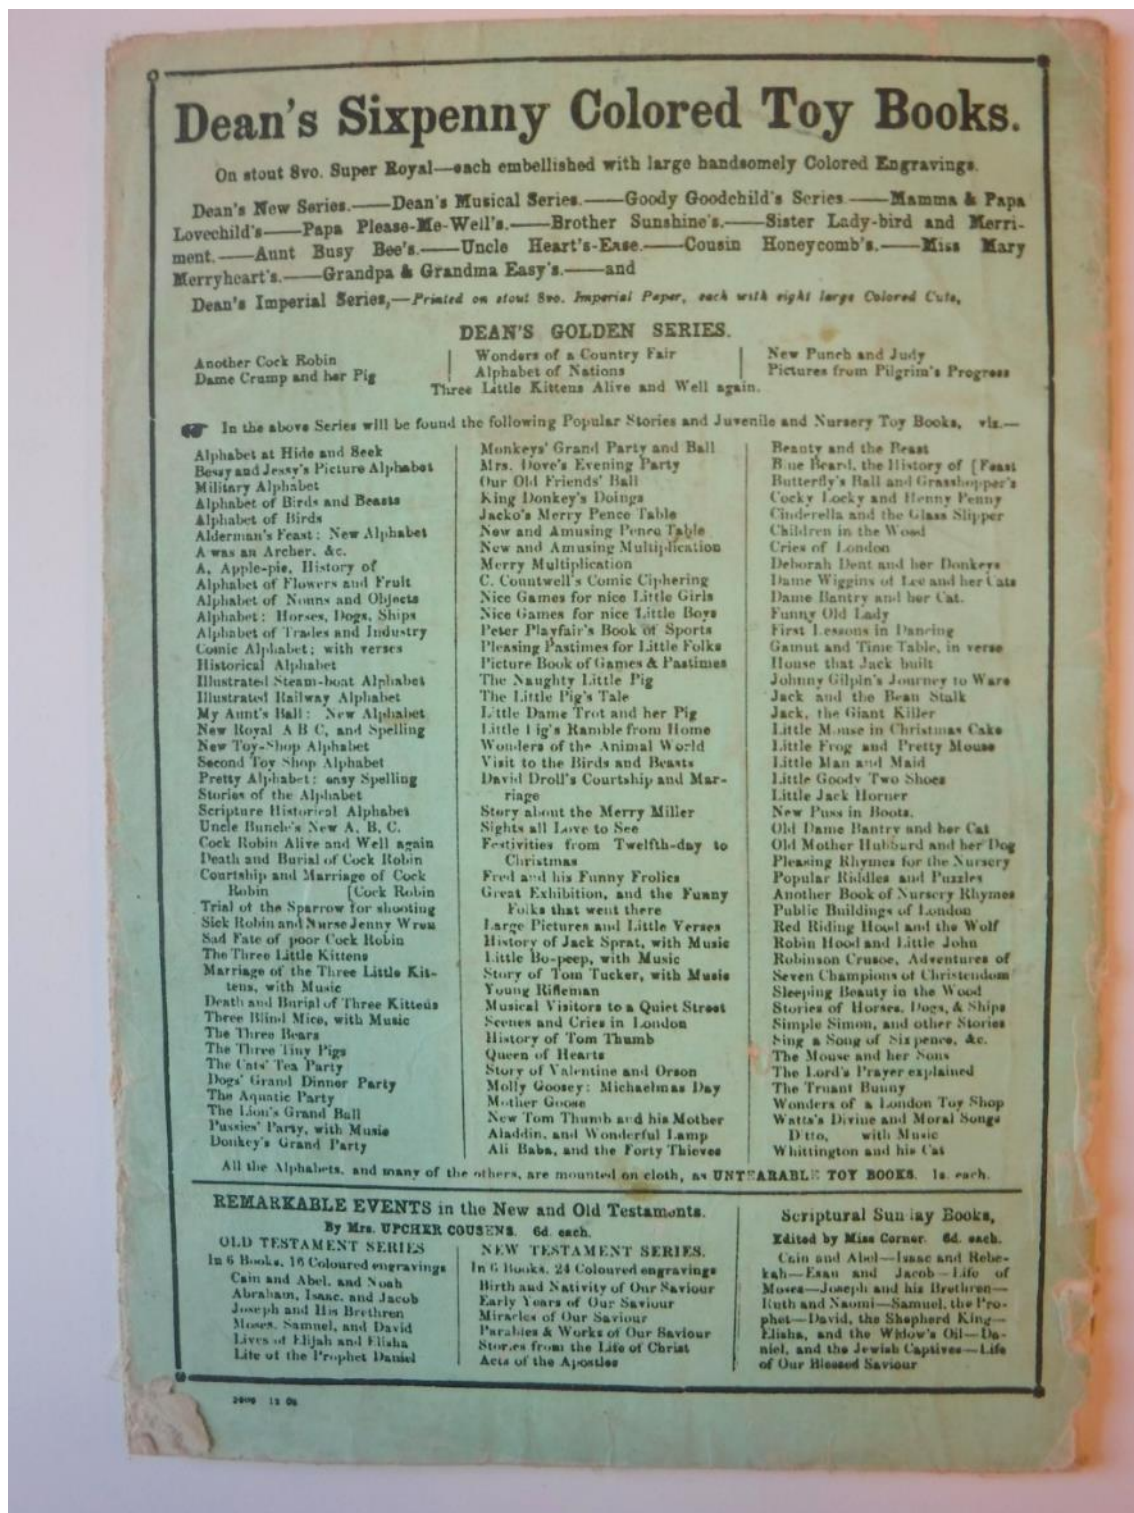 Dean's Sixpenny Colored Toy Books.
On stout 8vo. Super Royal—each embellished with large handsomely Colored Engravings.
Dean's New Series.——Dean's Musical Series.——Goody Goodchild's Series——Mamma & Papa
Lovechild's——Papa Please-Me-Well's.——Brother Sunshine's.——Sister Lady-bird and Merri-
ment.——Aunt Busy Bee's.——Uncle Heart's-Ease.——Cousin Honeycomb's.——Miss Mary
Merryheart's.——Grandpa & Grandma Easy's.——and
Dean's Imperial Series,—Printed on stout 8vo. Imperial Paper, each with eight large Colored Cuts,
DEAN'S GOLDEN SERIES.
Another Cock Robin
Dame Crump and her Pig
Wonders of a Country Fair
Alphabet of Nations
New Punch and Judy
Pictures from Pilgrim's Progress
Three Little Kittens Alive and Well again.
In the above Series will be found the following Popular Stories and Juvenile and Nursery Toy Books, viz.—
Alphabet at Hide and Seek
Bessy and Jessy's Picture Alphabet
Military Alphabet
Alphabet of Birds and Beasts
Alphabet of Birds
Alderman's Feast: New Alphabet
A was an Archer, &c.
A, Apple-pie, History of
Alphabet of Flowers and Fruit
Alphabet of Nouns and Objects
Alphabet: Horses, Dogs, Ships
Alphabet of Trades and Industry
Comic Alphabet; with verses
Historical Alphabet
Illustrated Steam-boat Alphabet
Illustrated Railway Alphabet
My Aunt's Ball: New Alphabet
New Royal A B C, and Spelling
New Toy-Shop Alphabet
Second Toy Shop Alphabet
Pretty Alphabet: easy Spelling
Stories of the Alphabet
Scripture Historical Alphabet
Uncle Buncle's New A, B, C.
Cock Robin Alive and Well again
Death and Burial of Cock Robin
Courtship and Marriage of Cock
Robin [Cock Robin
Trial of the Sparrow for shooting
Sick Robin and Nurse Jenny Wren
Sad Fate of poor Cock Robin
The Three Little Kittens
Marriage of the Three Little Kit-
tens, with Music
Death and Burial of Three Kittens
Three Blind Mice, with Music
The Three Bears
The Three Tiny Pigs
The Cats' Tea Party
Dogs' Grand Dinner Party
The Aquatic Party
The Lion's Grand Ball
Pussies' Party, with Music
Donkey's Grand Party
Monkeys' Grand Party and Ball
Mrs. Dove's Evening Party
Our Old Friends' Ball
King Donkey's Doings
Jacko's Merry Pence Table
New and Amusing Pence Table
New and Amusing Multiplication
Merry Multiplication
C. Countwell's Comic Ciphering
Nice Games for nice Little Girls
Nice Games for nice Little Boys
Peter Playfair's Book of Sports
Pleasing Pastimes for Little Folks
Picture Book of Games & Pastimes
The Naughty Little Pig
The Little Pig's Tale
Little Dame Trot and her Pig
Little Pig's Ramble from Home
Wonders of the Animal World
Visit to the Birds and Beasts
David Droll's Courtship and Mar-
riage
Story about the Merry Miller
Sights all Love to See
Festivities from Twelfth-day to
Christmas
Fred and his Funny Frolics
Great Exhibition, and the Funny
Folks that went there
Large Pictures and Little Verses
History of Jack Sprat, with Music
Little Bo-peep, with Music
Story of Tom Tucker, with Music
Young Rifleman
Musical Visitors to a Quiet Street
Scenes and Cries in London
History of Tom Thumb
Queen of Hearts
Story of Valentine and Orson
Molly Goosey: Michaelmas Day
Mother Goose
New Tom Thumb and his Mother
Aladdin, and Wonderful Lamp
Ali Baba, and the Forty Thieves
Beauty and the Beast
Blue Beard, the History of [Feast
Butterfly's Ball and Grasshopper's
Cocky Locky and Henny Penny
Cinderella and the Glass Slipper
Children in the Wood
Cries of London
Deborah Dent and her Donkeys
Dame Wiggins of Lee and her Cats
Dame Bantry and her Cat.
Funny Old Lady
First Lessons in Dancing
Gamut and Time Table, in verse
House that Jack built
Johnny Gilpin's Journey to Ware
Jack and the Bean Stalk
Jack, the Giant Killer
Little Mouse in Christmas Cake
Little Frog and Pretty Mouse
Little Man and Maid
Little Goody Two Shoes
Little Jack Horner
New Puss in Boots.
Old Dame Bantry and her Cat
Old Mother Hubburd and her Dog
Pleasing Rhymes for the Nursery
Popular Riddles and Puzzles
Another Book of Nursery Rhymes
Public Buildings of London
Red Riding Hood and the Wolf
Robin Hood and Little John
Robinson Crusoe, Adventures of
Seven Champions of Christendom
Sleeping Beauty in the Wood
Stories of Horses, Dogs, & Ships
Simple Simon, and other Stories
Sing a Song of Sixpence, &c.
The Mouse and her Sons
The Lord's Prayer explained
The Truant Bunny
Wonders of a London Toy Shop
Watts's Divine and Moral Songs
Ditto, with Music
Whittington and his Cat
All the Alphabets, and many of the others, are mounted on cloth, as UNTEARABLE TOY BOOKS. 1s. each.
REMARKABLE EVENTS in the New and Old Testaments.
By Mrs. UPCHER COUSENS. 6d. each.
OLD TESTAMENT SERIES
In 6 Books, 16 Coloured engravings
Cain and Abel, and Noah
Abraham, Isaac, and Jacob
Joseph and His Brethren
Moses, Samuel, and David
Lives of Elijah and Elisha
Life of the Prophet Daniel
NEW TESTAMENT SERIES.
In 6 Books, 24 Coloured engravings
Birth and Nativity of Our Saviour
Early Years of Our Saviour
Miracles of Our Saviour
Parables & Works of Our Saviour
Stories from the Life of Christ
Acts of the Apostles
Scriptural Sunday Books,
Edited by Miss Corner. 6d. each.
Cain and Abel—Isaac and Rebe-
kah—Esau and Jacob—Life of
Moses—Joseph and his Brethren—
Ruth and Naomi—Samuel, the Pro-
phet—David, the Shepherd King—
Elisha, and the Widow's Oil—Da-
niel, and the Jewish Captives—Life
of Our Blessed Saviour